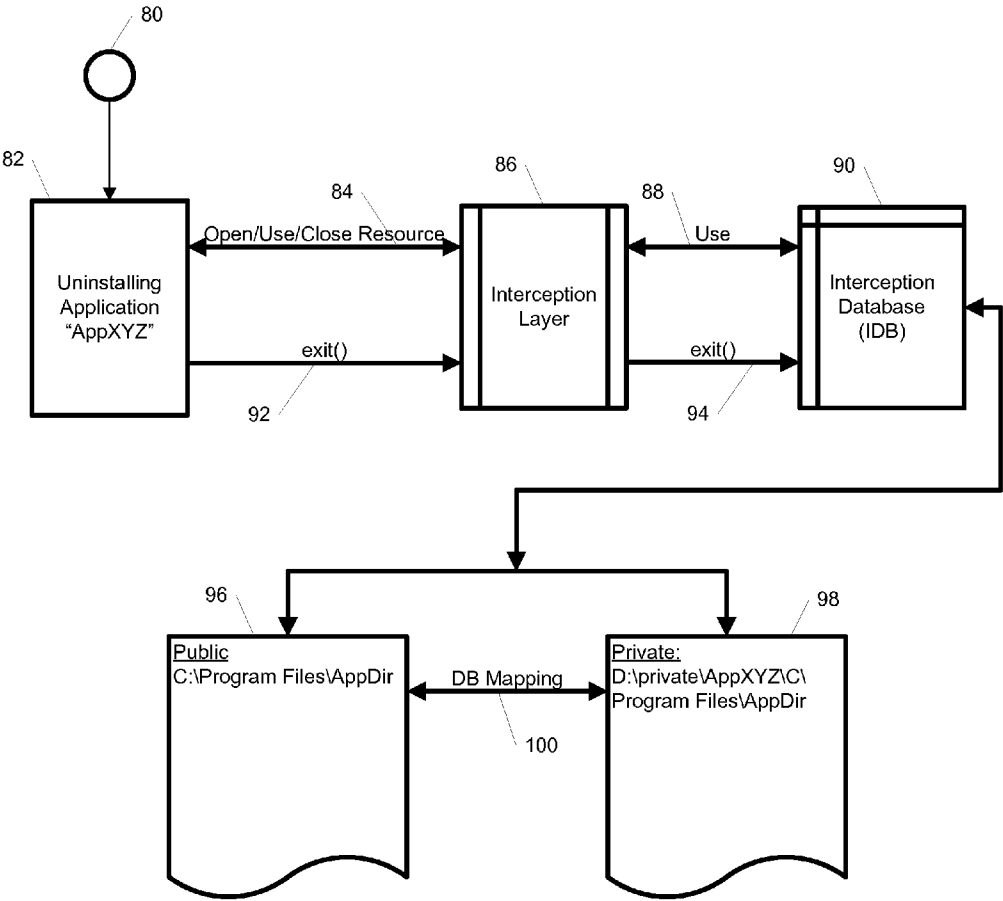 80
82
84
86
88
90
Open/Use/Close Resource
Use
Uninstalling
Application
“AppXYZ”
Interception
Layer
Interception
Database
(IDB)
exit()
exit()
92
94
96
98
Public
C:\Program Files\AppDir
DB Mapping
100
Private:
D:\private\AppXYZ\C\
Program Files\AppDir